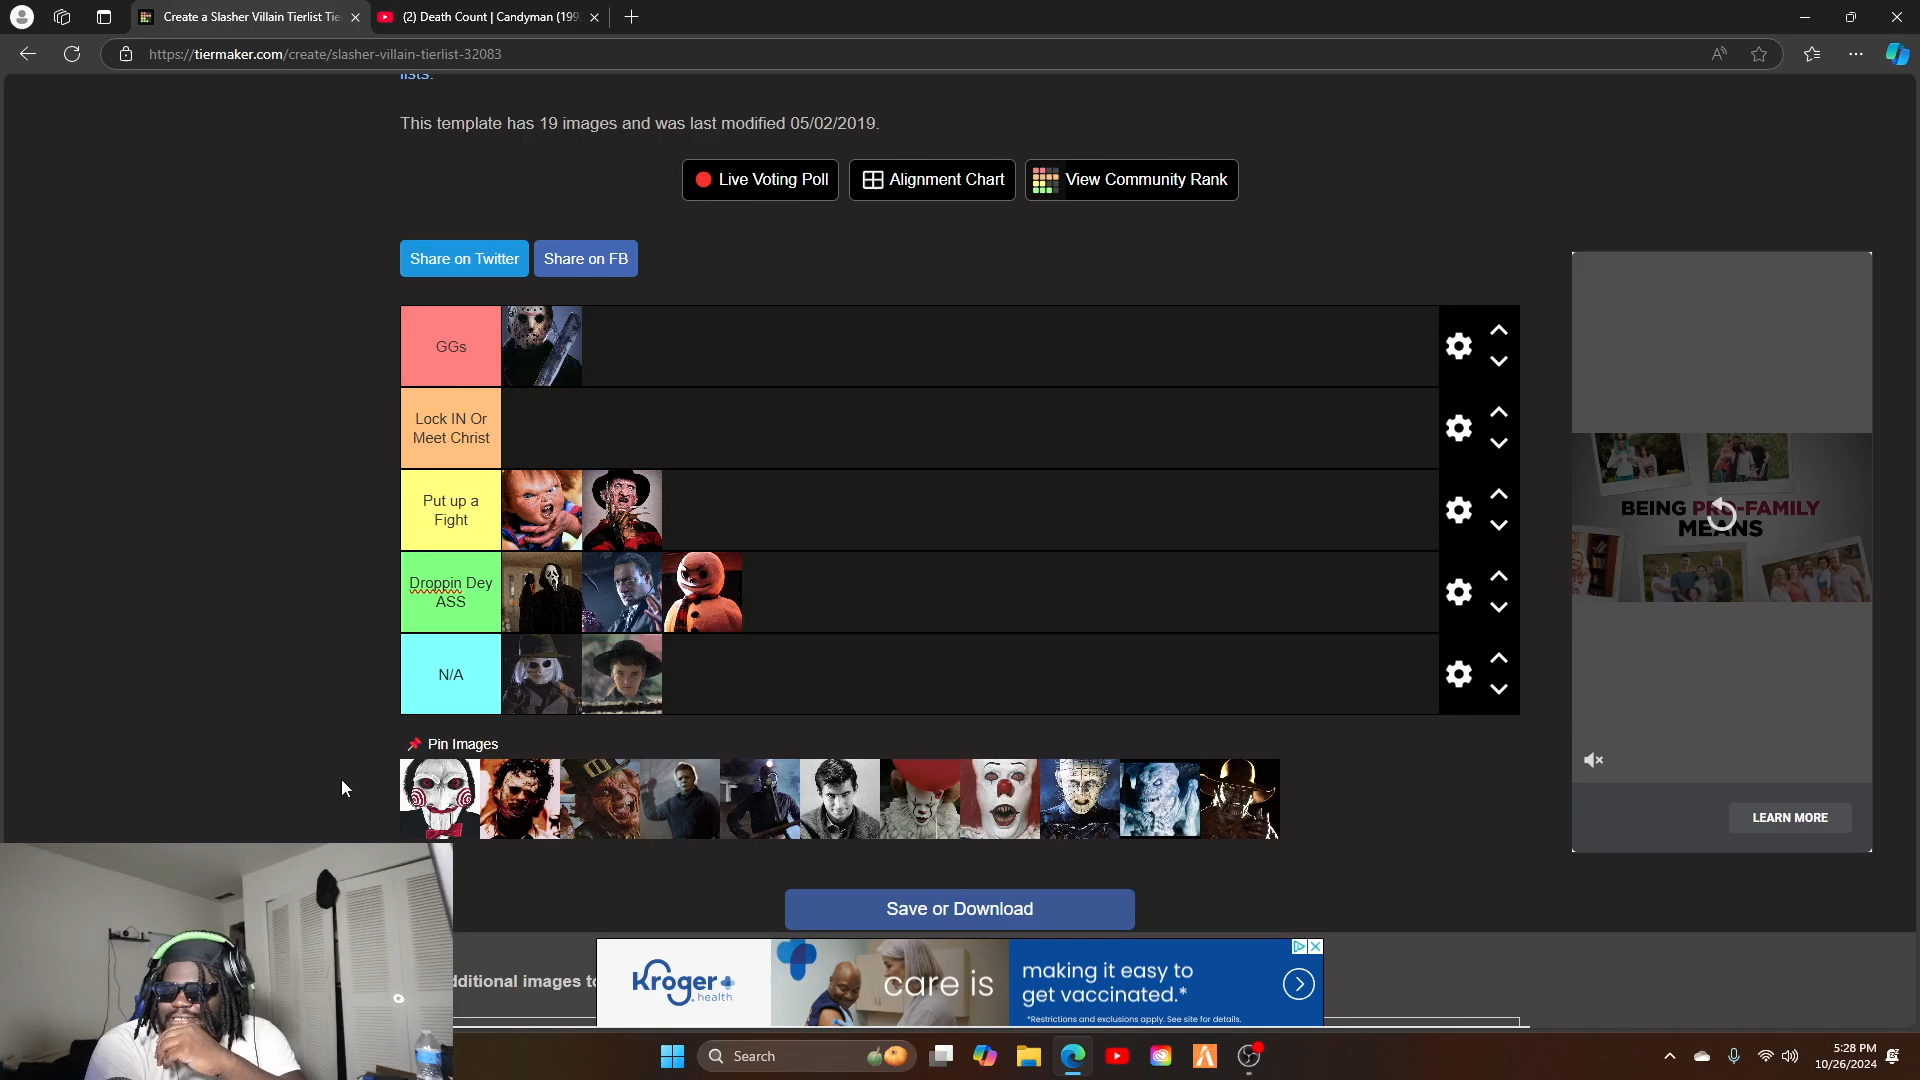 Create a Slasher Villain Tierlist Tie
(2) Death Count | Candyman (199
https://tiermaker.com/create/slasher-villain-tierlist-32083
lists.
This template has 19 images and was last modified 05/02/2019.
Live Voting Poll
Alignment Chart
View Community Rank
Share on Twitter
Share on FB
GGs
Lock IN Or
Meet Christ
Put up a
Fight
Droppin Dey
ASS
N/A
BEING PRO-FAMILY
MEANS
LEARN MORE
Pin Images
Save or Download
dditional images to
Kroger
health
care is
making it easy to
get vaccinated.*
*Restrictions and exclusions apply. See site for details.
Search
5:28 PM
10/26/2024